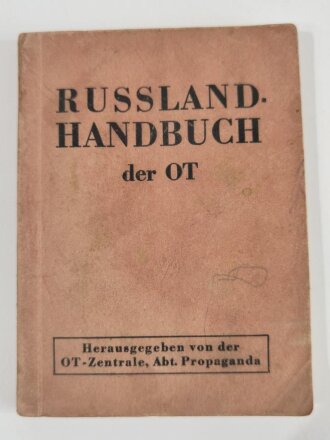 RUSSLAND-
HANDBUCH
der OT
Herausgegeben von der
OT-Zentrale, Abt. Propaganda